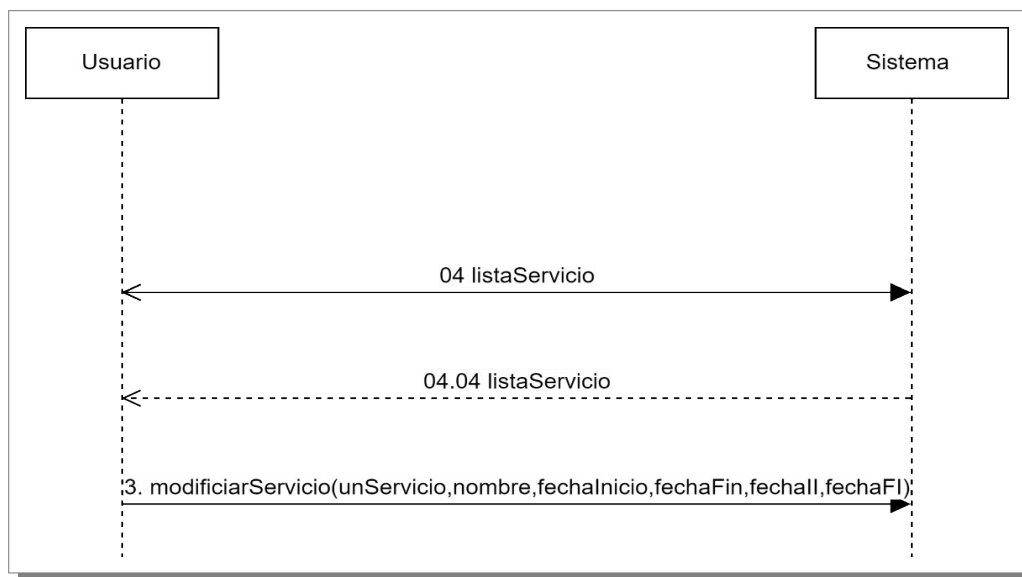 Usuario
Sistema
04 listaServicio
04.04 listaServicio
3. modificiarServicio(unServicio,nombre,fechaInicio,fechaFin,fechaII,fechaFI)